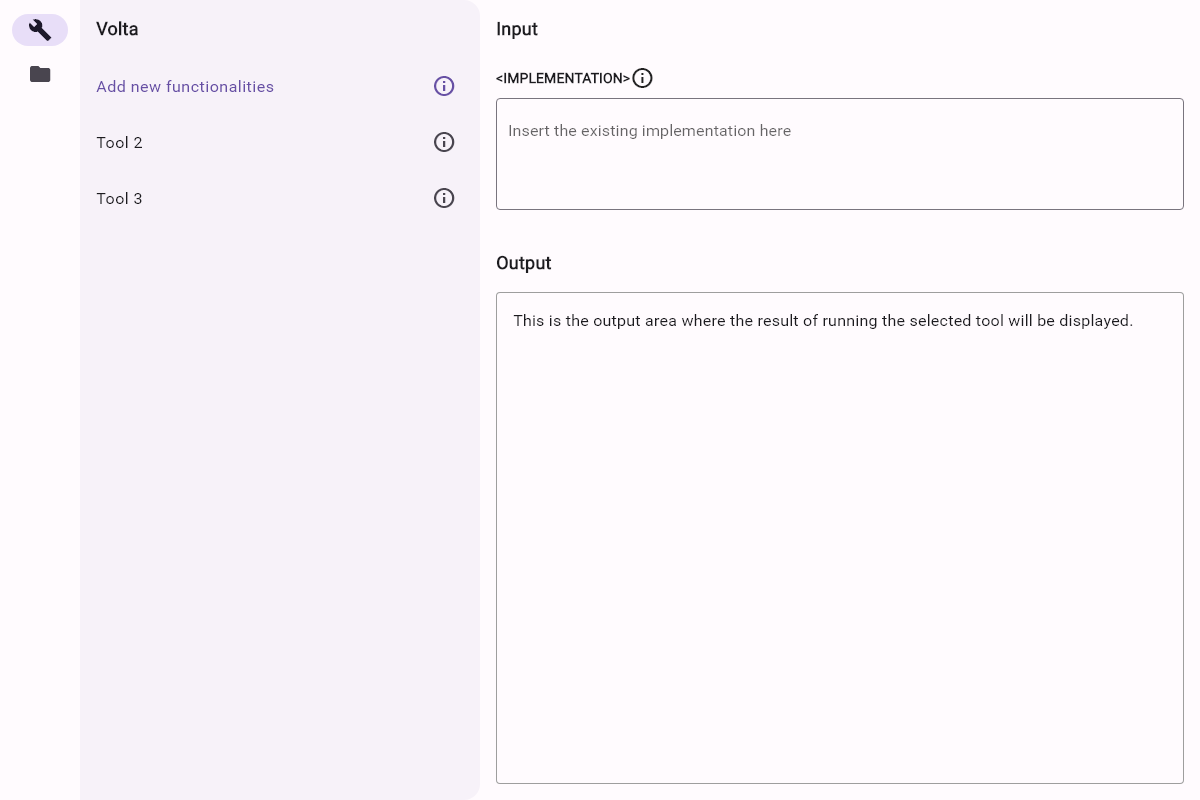 Volta
Add new functionalities
Tool 2
Tool 3
Input
<IMPLEMENTATION>
Insert the existing implementation here
Output
This is the output area where the result of running the selected tool will be displayed.